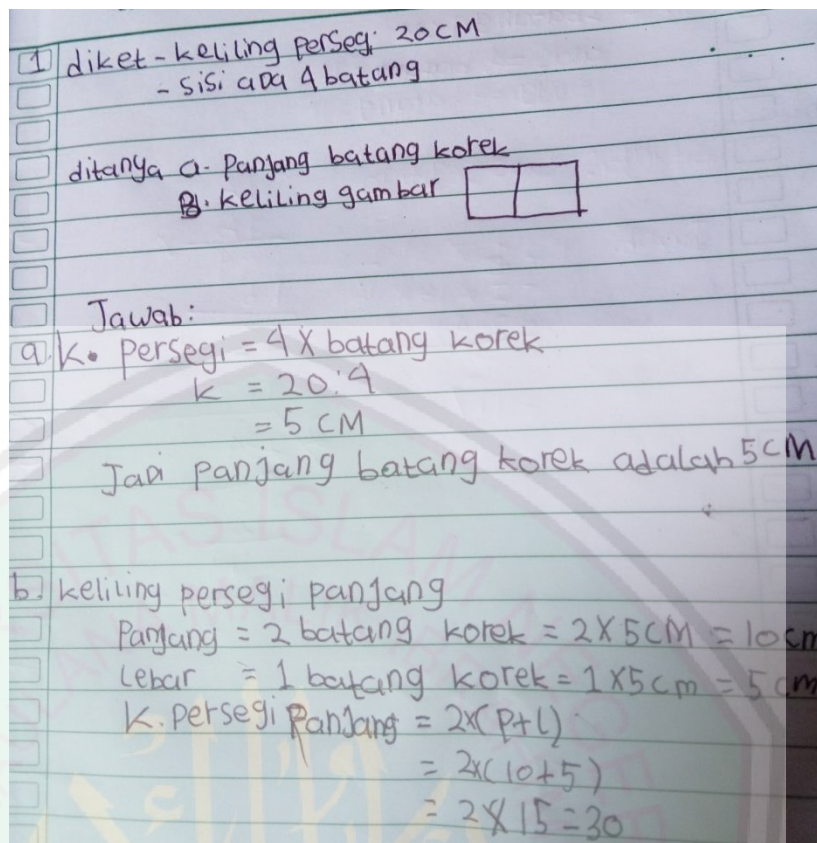 1 diket - keliling persegi 20 CM
- sisi ada 4 batang
ditanya a. Panjang batang korek
B. keliling gambar
Jawab:
a. K. persegi = 4 X batang korek
k = 20:4
= 5 CM
Jadi panjang batang korek adalah 5 CM
b. keliling persegi panjang
Panjang = 2 batang korek = 2 X 5 CM = 10 cm
Lebar = 1 batang korek = 1 X 5 cm = 5 cm
K. persegi Panjang = 2x(P+L)
= 2x(10+5)
= 2 X 15 = 30